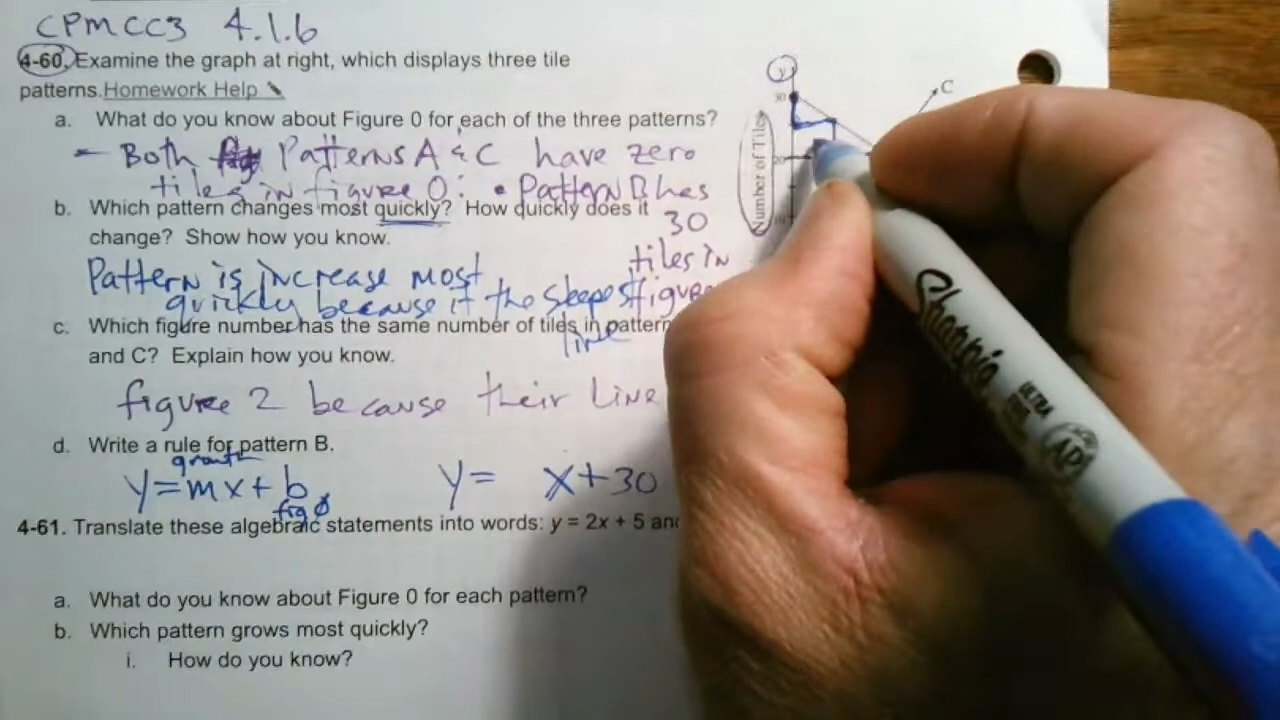 CPMCC3 4.1.6
4-60. Examine the graph at right, which displays three tile
patterns. Homework Help
a. What do you know about Figure 0 for each of the three patterns?
- Both Patterns A & C have zero
tiles in figure 0. • Pattern B has
30
tiles in
figure
b. Which pattern changes most quickly? How quickly does it
change? Show how you know.
Pattern is increase most
quickly because it the steepest
line
c. Which figure number has the same number of tiles in pattern
and C? Explain how you know.
figure 2 because their Line
d. Write a rule for pattern B.
growth
y=mx+b
fig 0
y= x+30
4-61. Translate these algebraic statements into words: y = 2x + 5 and
a. What do you know about Figure 0 for each pattern?
b. Which pattern grows most quickly?
i. How do you know?
y
30
20
Number of Tiles
C
Sharpie
ULTRA
FINE
AP